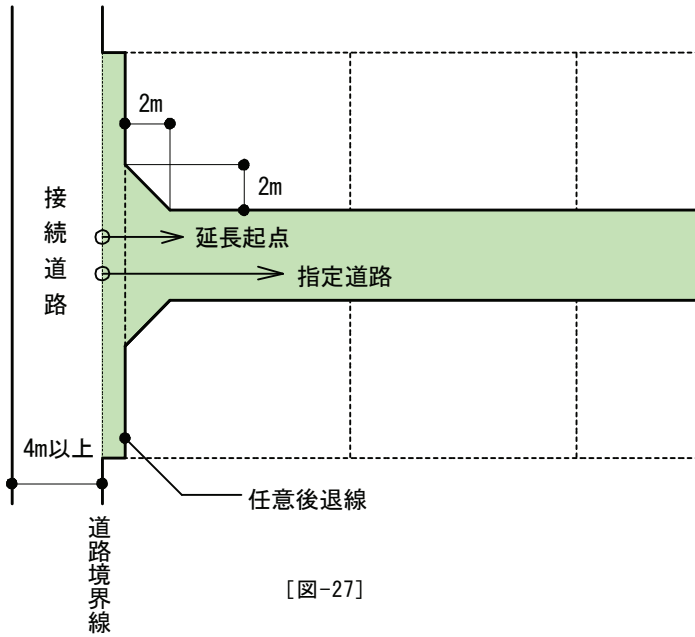 2m
2m
接続道路
延長起点
指定道路
4m以上
任意後退線
道路境界線
[図-27]